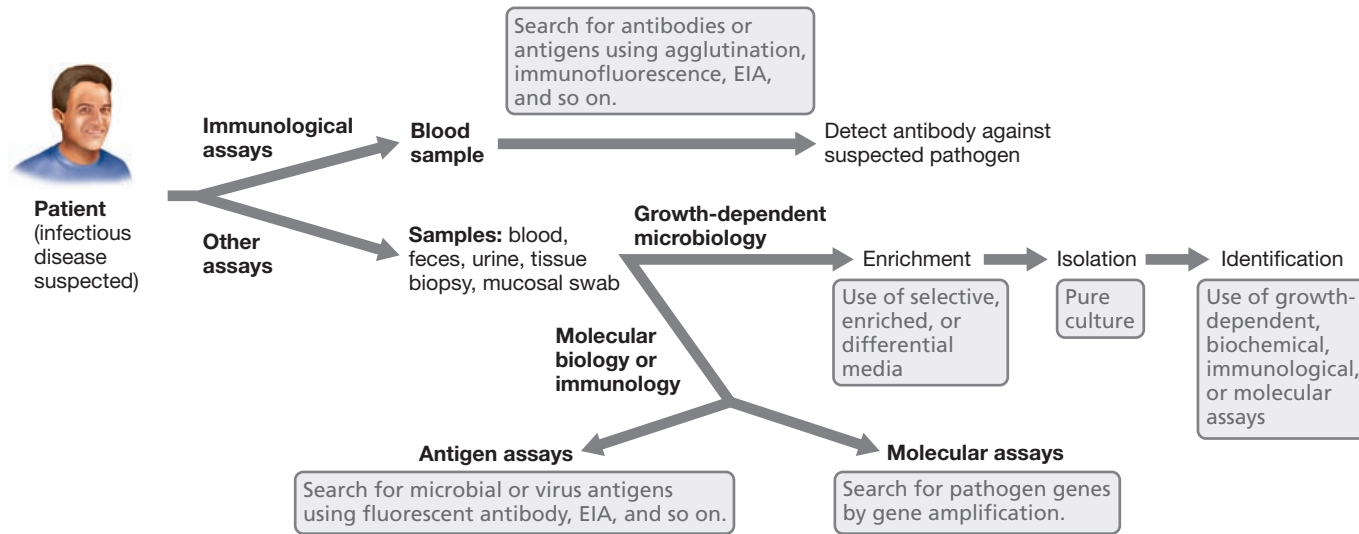 Search for antibodies or
antigens using agglutination,
immunofluorescence, EIA,
and so on.
Immunological
assays
Blood
sample
Detect antibody against
suspected pathogen
Patient
(infectious
disease
suspected)
Other
assays
Samples: blood,
feces, urine, tissue
biopsy, mucosal swab
Growth-dependent
microbiology
Enrichment
Use of selective,
enriched, or
differential
media
Isolation
Pure
culture
Identification
Use of growth-
dependent,
biochemical,
immunological,
or molecular
assays
Molecular
biology or
immunology
Antigen assays
Search for microbial or virus antigens
using fluorescent antibody, EIA, and so on.
Molecular assays
Search for pathogen genes
by gene amplification.